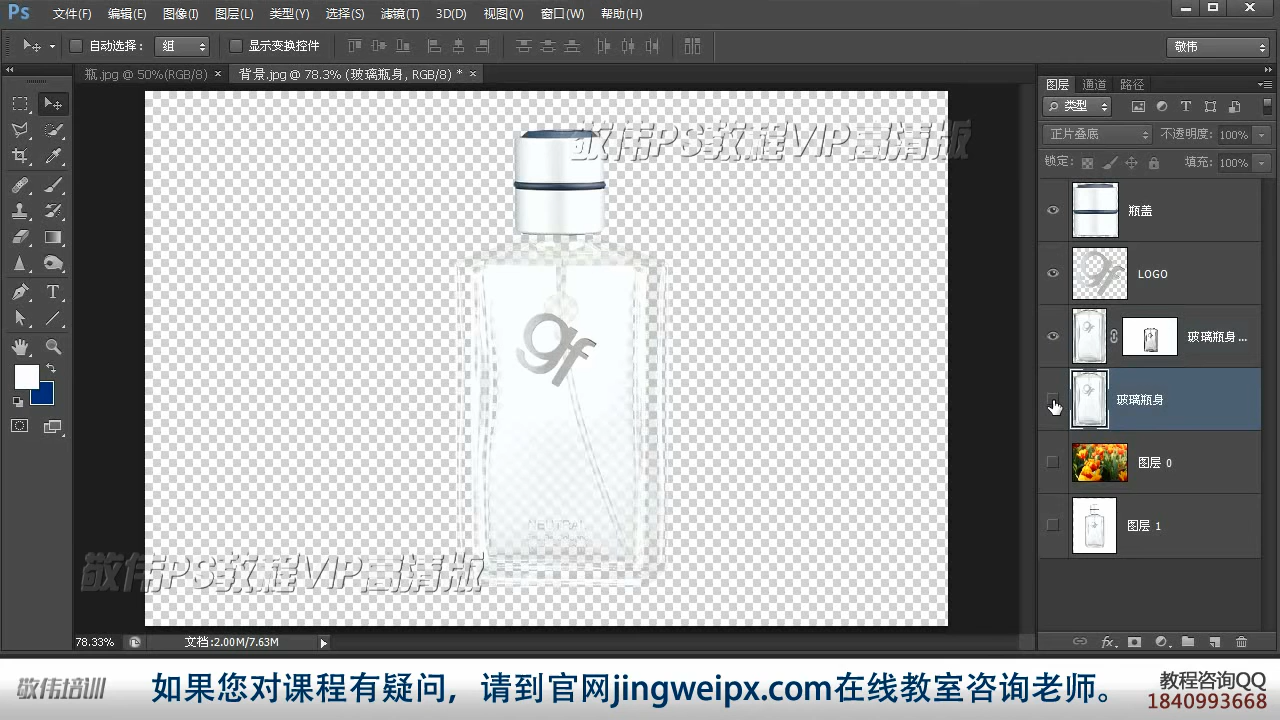 Ps 文件(F) 编辑(E) 图像(I) 图层(L) 类型(Y) 选择(S) 滤镜(T) 3D(D) 视图(V) 窗口(W) 帮助(H)
自动选择： 组 显示变换控件 敬伟
瓶.jpg @ 50%(RGB/8) × 背景.jpg @ 78.3% (玻璃瓶身, RGB/8) * ×
图层 通道 路径
类型
正片叠底 不透明度: 100%
锁定: 填充: 100%
敬伟PS教程VIP高清版
瓶盖
LOGO
gf
玻璃瓶身...
玻璃瓶身
图层 0
NEUTRAL
图层 1
敬伟PS教程VIP高清版
78.33% 文档:2.00M/7.63M
敬伟培训
如果您对课程有疑问，请到官网jingweipx.com在线教室咨询老师。
教程咨询QQ
1840993668